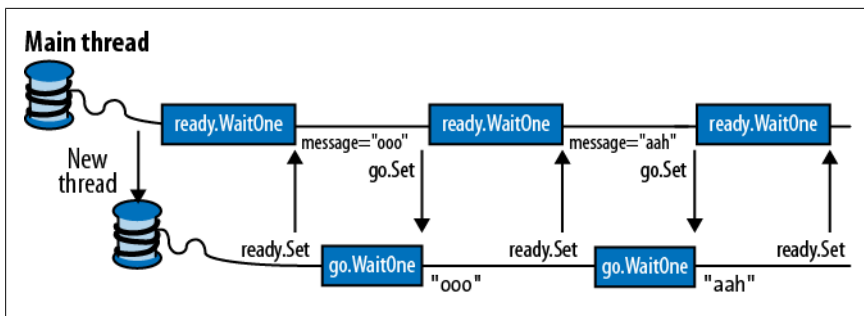 Main thread
ready.WaitOne
ready.WaitOne
ready.WaitOne
message="ooo"
message="aah"
go.Set
go.Set
New
thread
ready.Set
ready.Set
ready.Set
go.WaitOne
go.WaitOne
"ooo"
"aah"